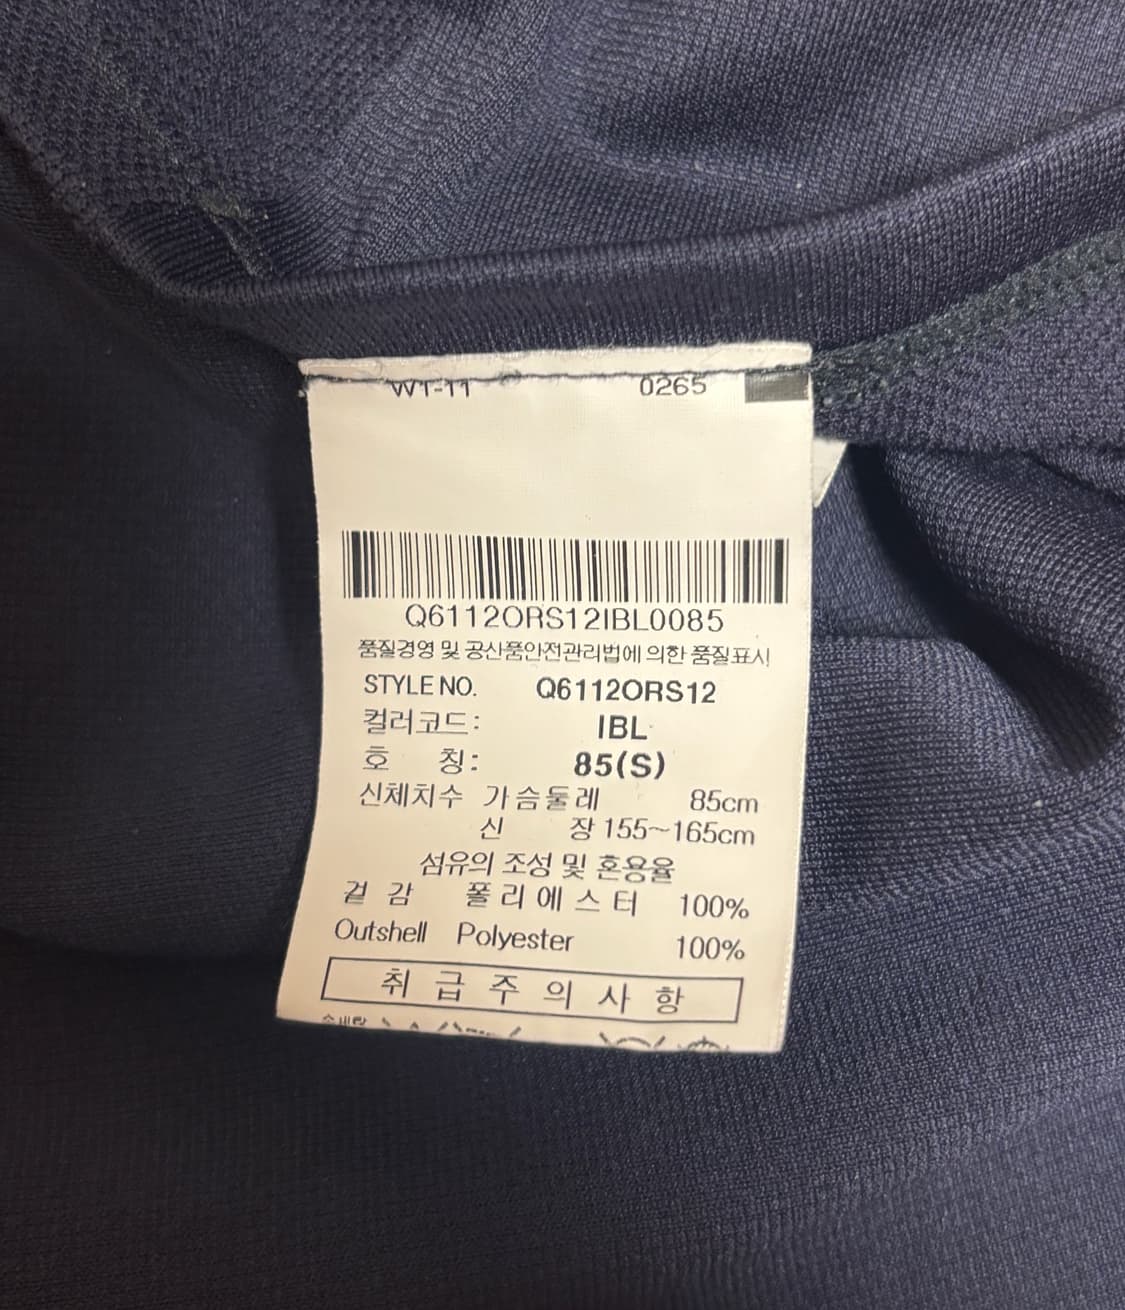 0265
Q6112ORS12IBL0085
품질경영 및 공산품안전관리법에 의한 품질표시
STYLE NO. Q6112ORS12
컬러코드: IBL
호 칭: 85(S)
신체치수 가슴둘레 85cm
신 장 155~165cm
섬유의 조성 및 혼용율
겉 감 폴리에스터 100%
Outshell Polyester 100%
취 급 주 의 사 항